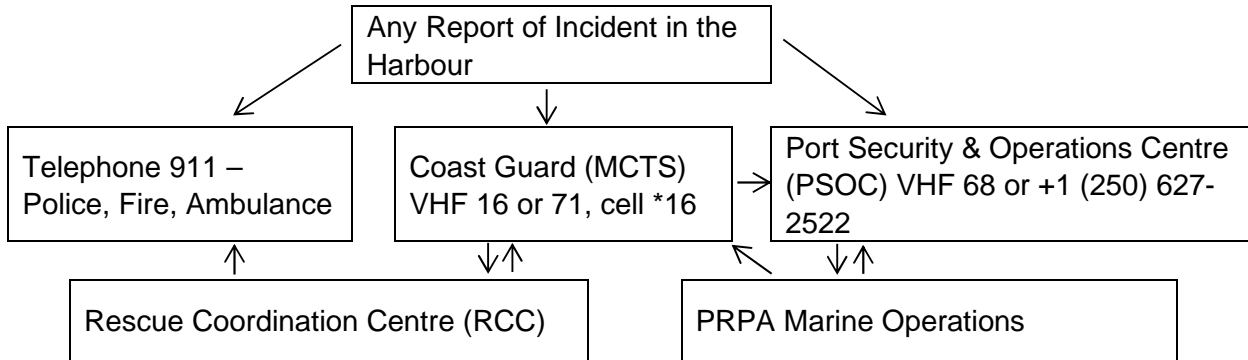 Any Report of Incident in the
Harbour
Telephone 911 –
Police, Fire, Ambulance
Coast Guard (MCTS)
VHF 16 or 71, cell *16
Port Security & Operations Centre
(PSOC) VHF 68 or +1 (250) 627-
2522
Rescue Coordination Centre (RCC)
PRPA Marine Operations